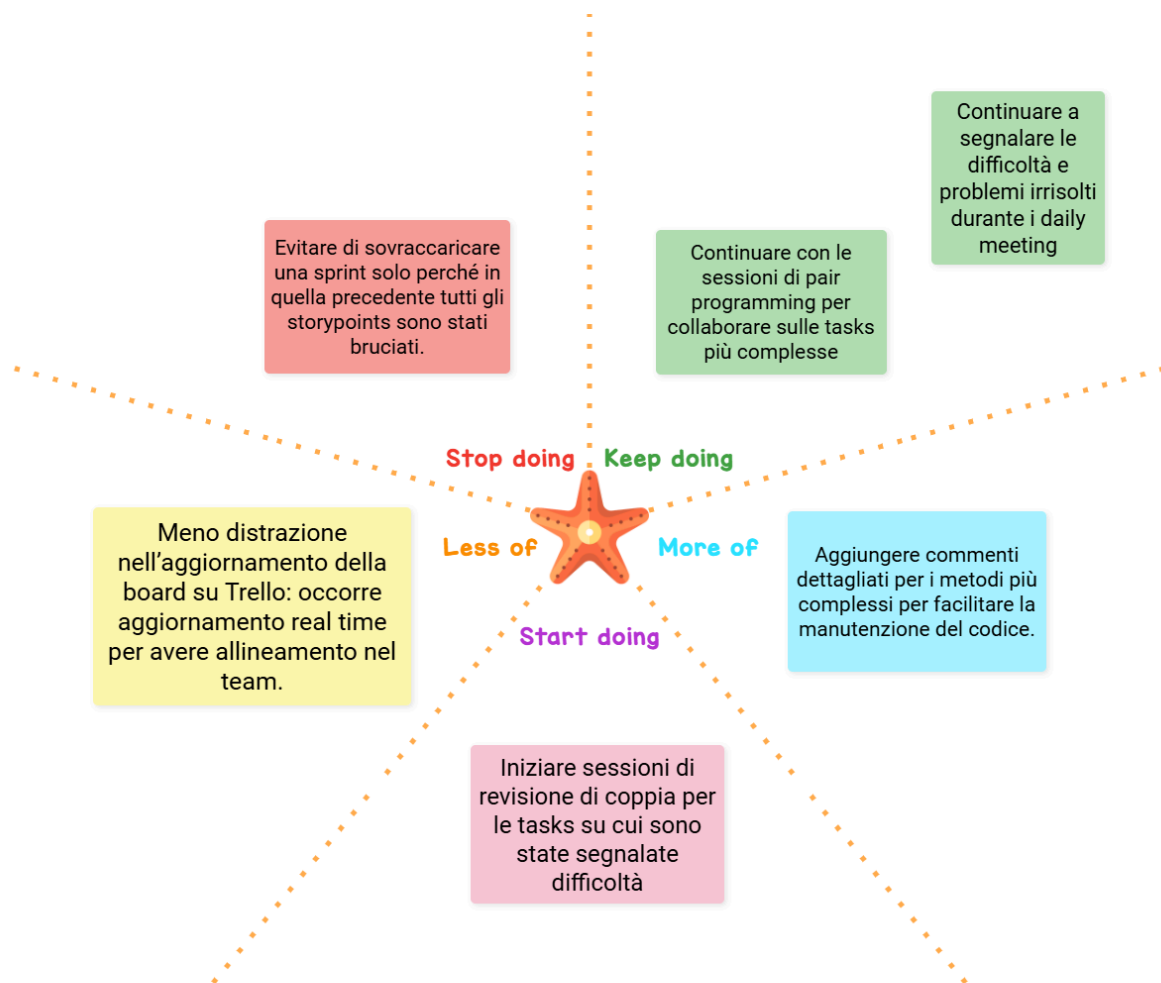 Continuare a
segnalare le
difficoltà e
problemi irrisolti
durante i daily
meeting
Evitare di sovraccaricare
una sprint solo perché in
quella precedente tutti gli
storypoints sono stati
bruciati.
Continuare con le
sessioni di pair
programming per
collaborare sulle tasks
più complesse
Stop doing
Keep doing
Less of
More of
Start doing
Meno distrazione
nell’aggiornamento della
board su Trello: occorre
aggiornamento real time
per avere allineamento nel
team.
Aggiungere commenti
dettagliati per i metodi più
complessi per facilitare la
manutenzione del codice.
Iniziare sessioni di
revisione di coppia per
le tasks su cui sono
state segnalate
difficoltà